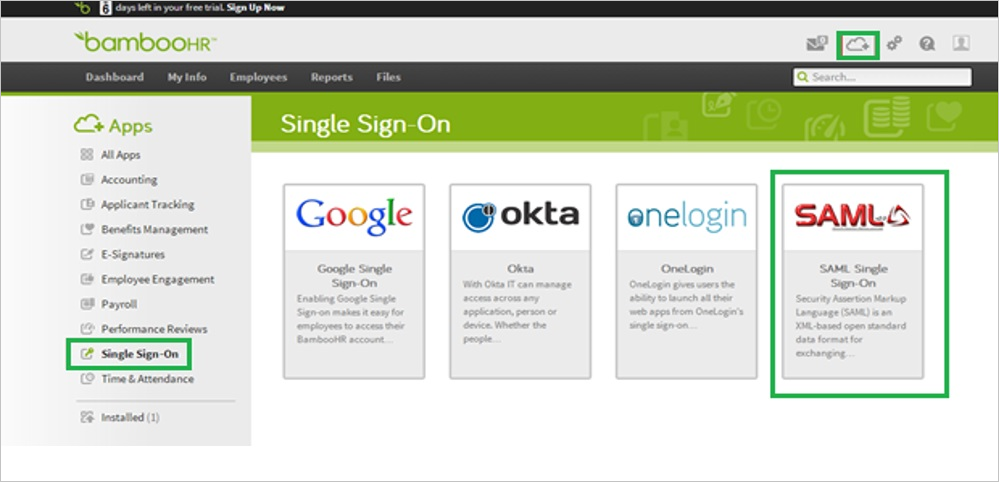 6 days left in your free trial. Sign Up Now
bambooHR™
Dashboard My Info Employees Reports Files Search...
Apps
All Apps
Accounting
Applicant Tracking
Benefits Management
E-Signatures
Employee Engagement
Payroll
Performance Reviews
Single Sign-On
Time & Attendance
Installed (1)
Single Sign-On
Google
Google Single
Sign-On
Enabling Google Single
Sign-on makes it easy for
employees to access their
BambooHR account...
okta
Okta
With Okta IT can manage
access across any
application, person or
device. Whether the
people...
onelogin
OneLogin
OneLogin gives users the
ability to launch all their
web apps from OneLogin's
single sign-on...
SAML
SAML Single
Sign-On
Security Assertion Markup
Language (SAML) is an
XML-based open standard
data format for
exchanging...